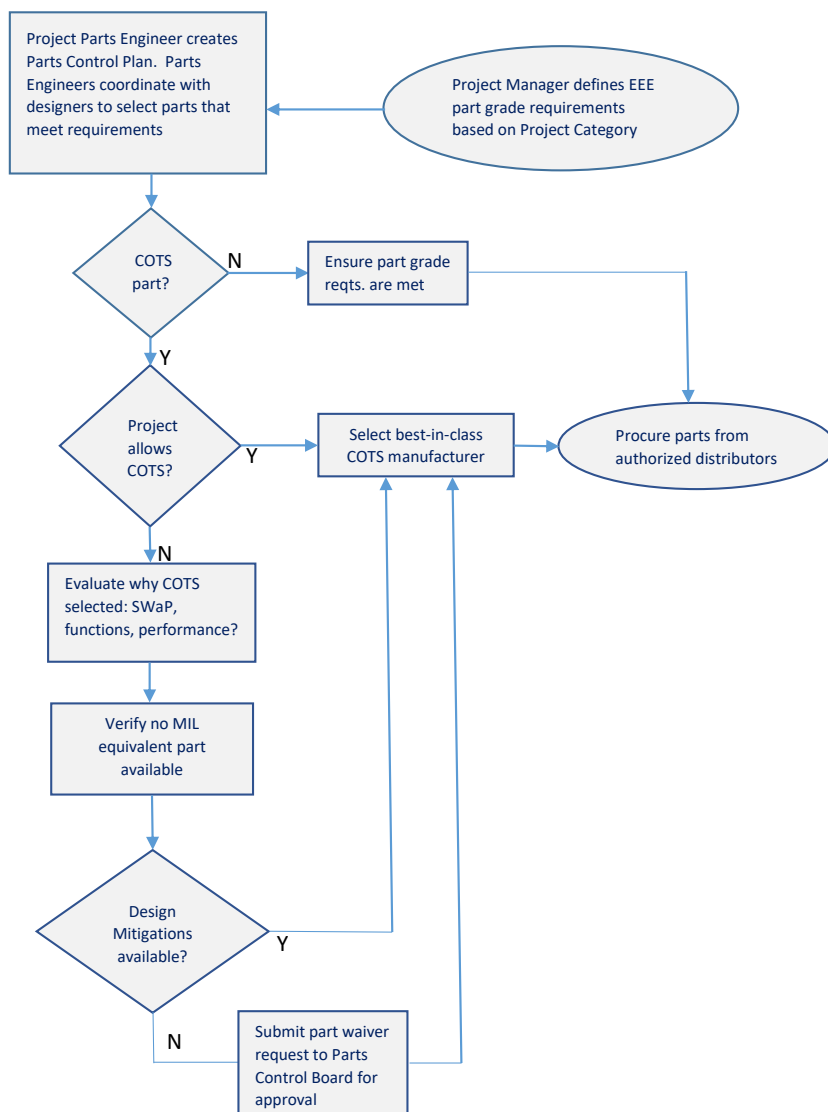 Project Parts Engineer creates
Parts Control Plan.  Parts
Engineers coordinate with
designers to select parts that
meet requirements
Project Manager defines EEE
part grade requirements
based on Project Category
COTS
part?
N
Ensure part grade
reqts. are met
Y
Project
allows
COTS?
Y
Select best-in-class
COTS manufacturer
Procure parts from
authorized distributors
N
Evaluate why COTS
selected: SWaP,
functions, performance?
Verify no MIL
equivalent part
available
Design
Mitigations
available?
Y
N
Submit part waiver
request to Parts
Control Board for
approval